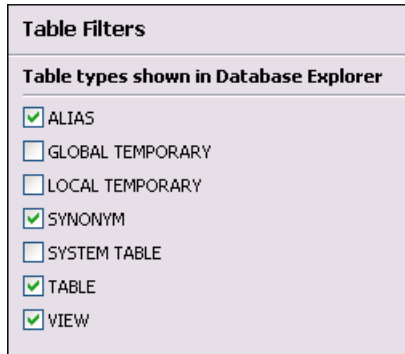 Table Filters
Table types shown in Database Explorer
ALIAS
GLOBAL TEMPORARY
LOCAL TEMPORARY
SYNONYM
SYSTEM TABLE
TABLE
VIEW